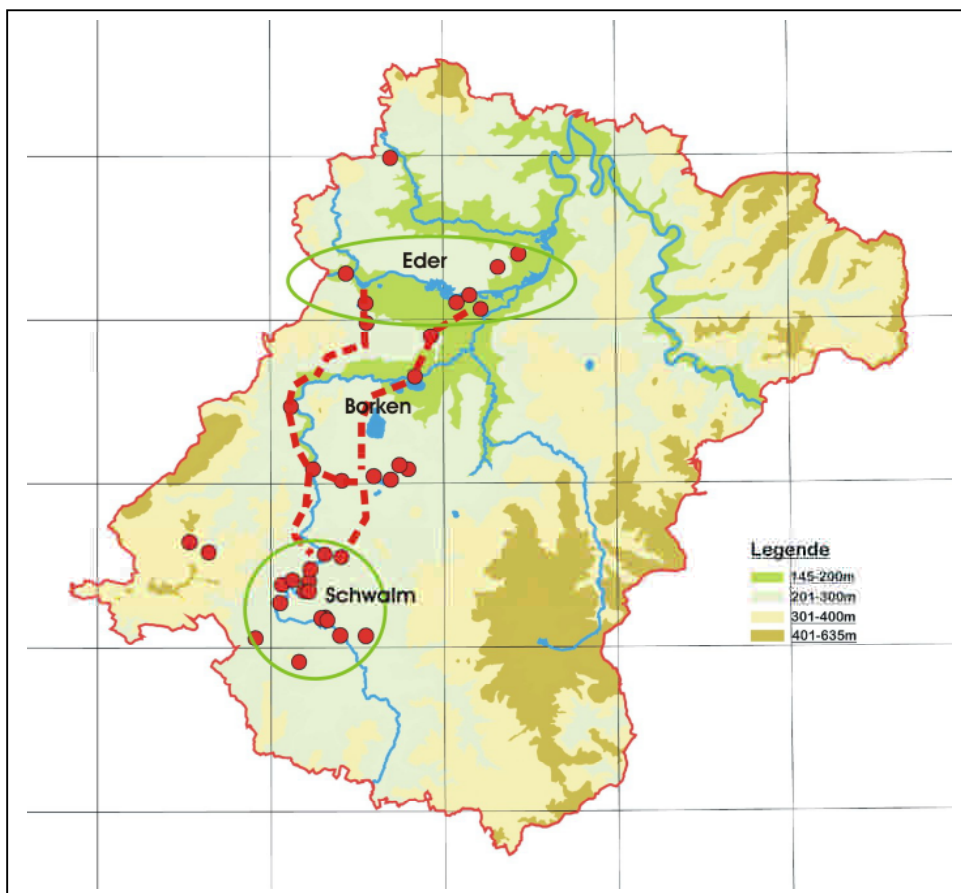 Eder
Borken
Schwalm
Legende
145-200m
201-300m
301-400m
401-635m